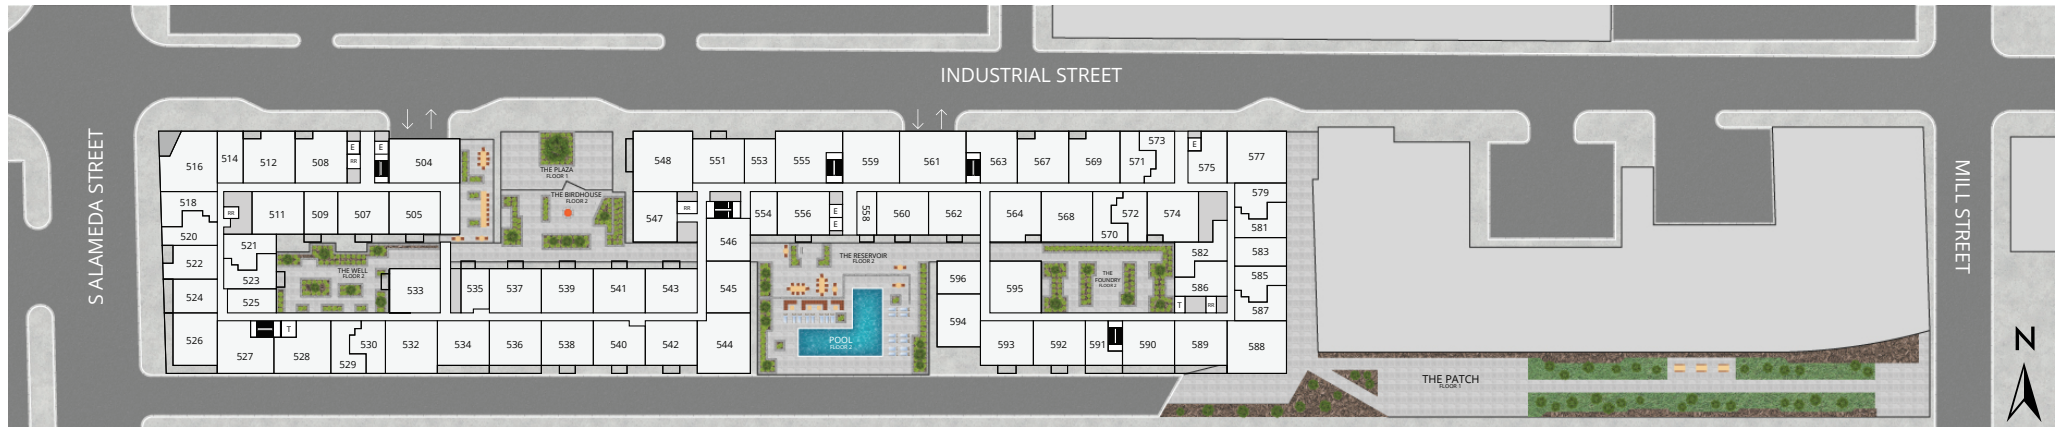 INDUSTRIAL STREET
S ALAMEDA STREET
MILL STREET
N
516
514
512
508
E
RR
E
504
518
520
522
524
526
RR
511
509
507
505
521
523
525
THE WELL
FLOOR 2
533
527
T
528
529
530
532
534
536
538
540
542
544
535
537
539
541
543
545
546
THE PLAZA
FLOOR 1
THE BIRDHOUSE
FLOOR 2
548
547
RR
551
553
555
559
561
563
567
569
571
573
E
575
577
554
556
E
E
558
560
562
564
568
570
572
574
579
581
583
585
587
588
THE RESERVOIR
FLOOR 2
POOL
FLOOR 2
596
594
595
THE
FOUNDRY
FLOOR 2
582
586
T
RR
593
592
591
590
589
THE PATCH
FLOOR 1